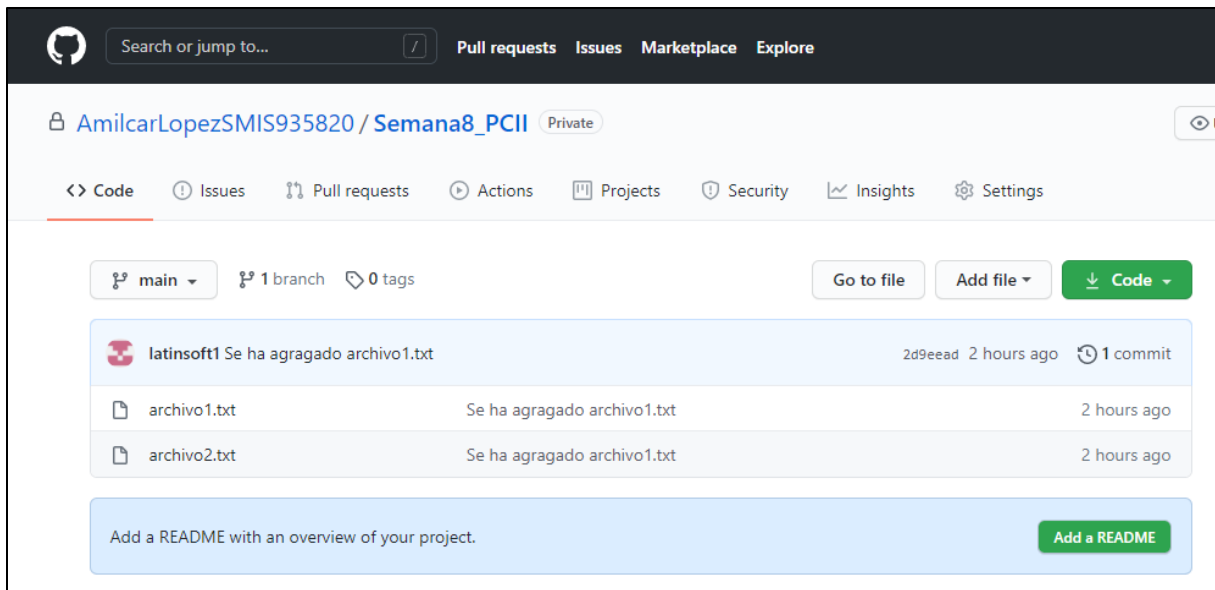 Search or jump to... / Pull requests Issues Marketplace Explore
AmilcarLopezSMIS935820 / Semana8_PCII Private
<> Code Issues Pull requests Actions Projects Security Insights Settings
main 1 branch 0 tags Go to file Add file Code
latinsoft1 Se ha agragado archivo1.txt 2d9eead 2 hours ago 1 commit
archivo1.txt Se ha agragado archivo1.txt 2 hours ago
archivo2.txt Se ha agragado archivo1.txt 2 hours ago
Add a README with an overview of your project. Add a README